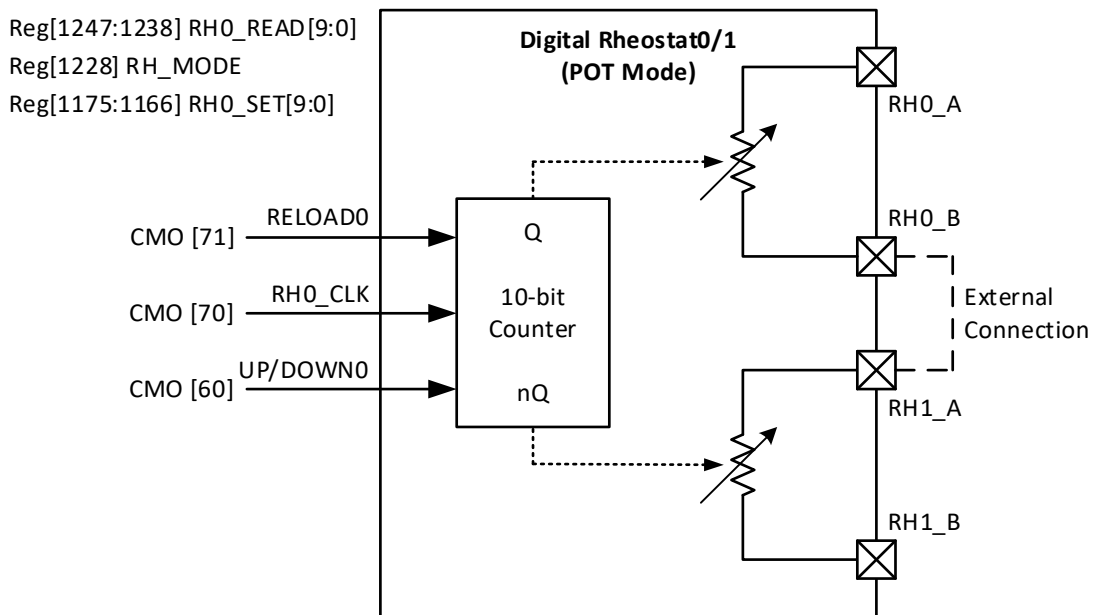 Reg[1247:1238] RH0_READ[9:0]
Reg[1228] RH_MODE
Reg[1175:1166] RH0_SET[9:0]
Digital Rheostat0/1
(POT Mode)
RH0_A
RELOAD0
CMO [71]
RH0_CLK
CMO [70]
UP/DOWN0
CMO [60]
Q
10-bit
Counter
nQ
RH0_B
External
Connection
RH1_A
RH1_B